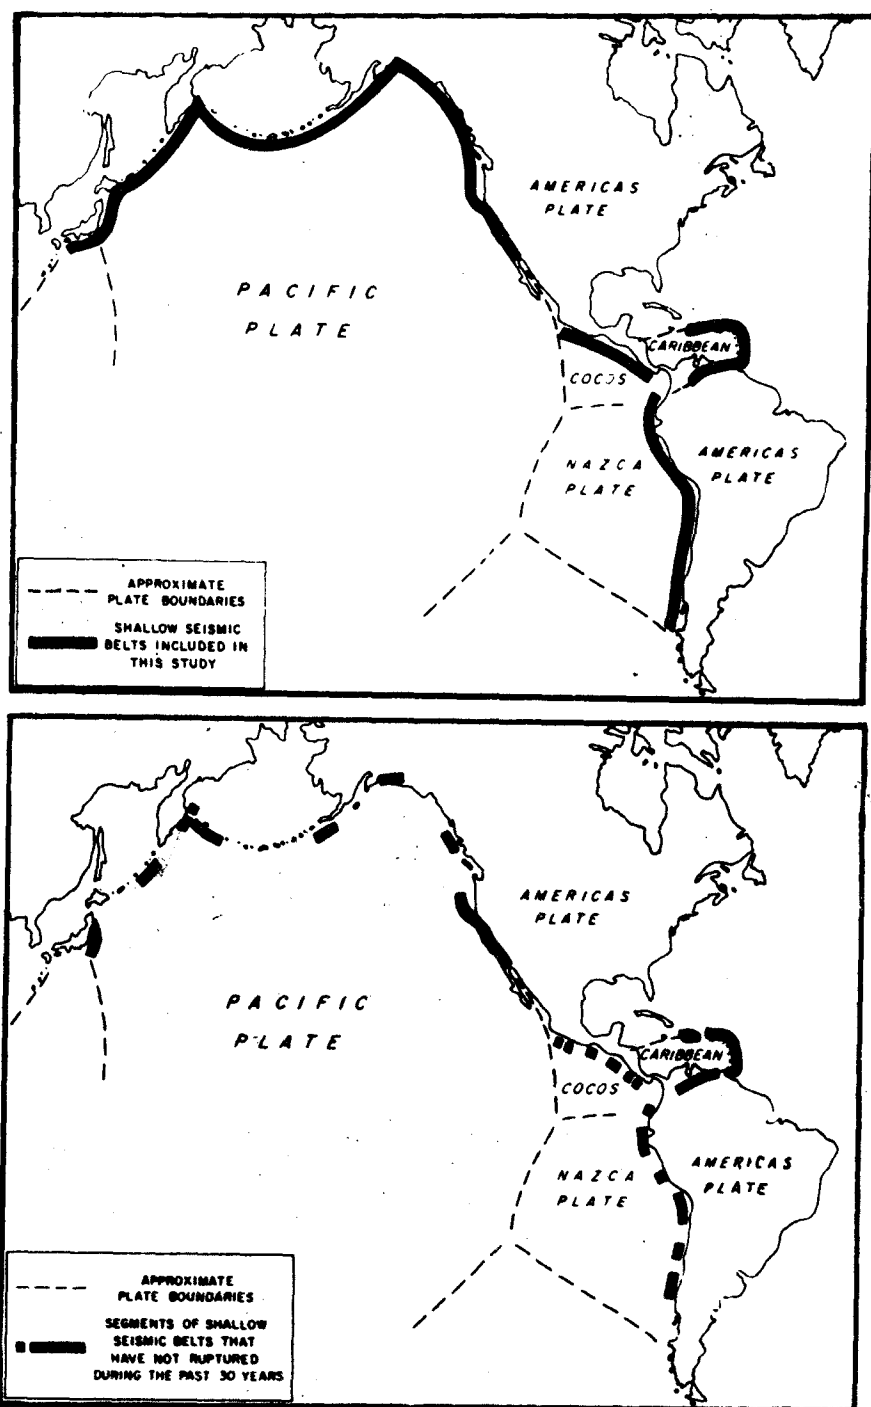 AMERICAS
PLATE
PACIFIC
PLATE
CARIBBEAN
COCOS
NAZCA
PLATE
AMERICAS
PLATE
APPROXIMATE
PLATE BOUNDARIES
SHALLOW SEISMIC
BELTS INCLUDED IN
THIS STUDY
AMERICAS
PLATE
PACIFIC
PLATE
CARIBBEAN
COCOS
NAZCA
PLATE
AMERICAS
PLATE
APPROXIMATE
PLATE BOUNDARIES
SEGMENTS OF SHALLOW
SEISMIC BELTS THAT
HAVE NOT RUPTURED
DURING THE PAST 30 YEARS